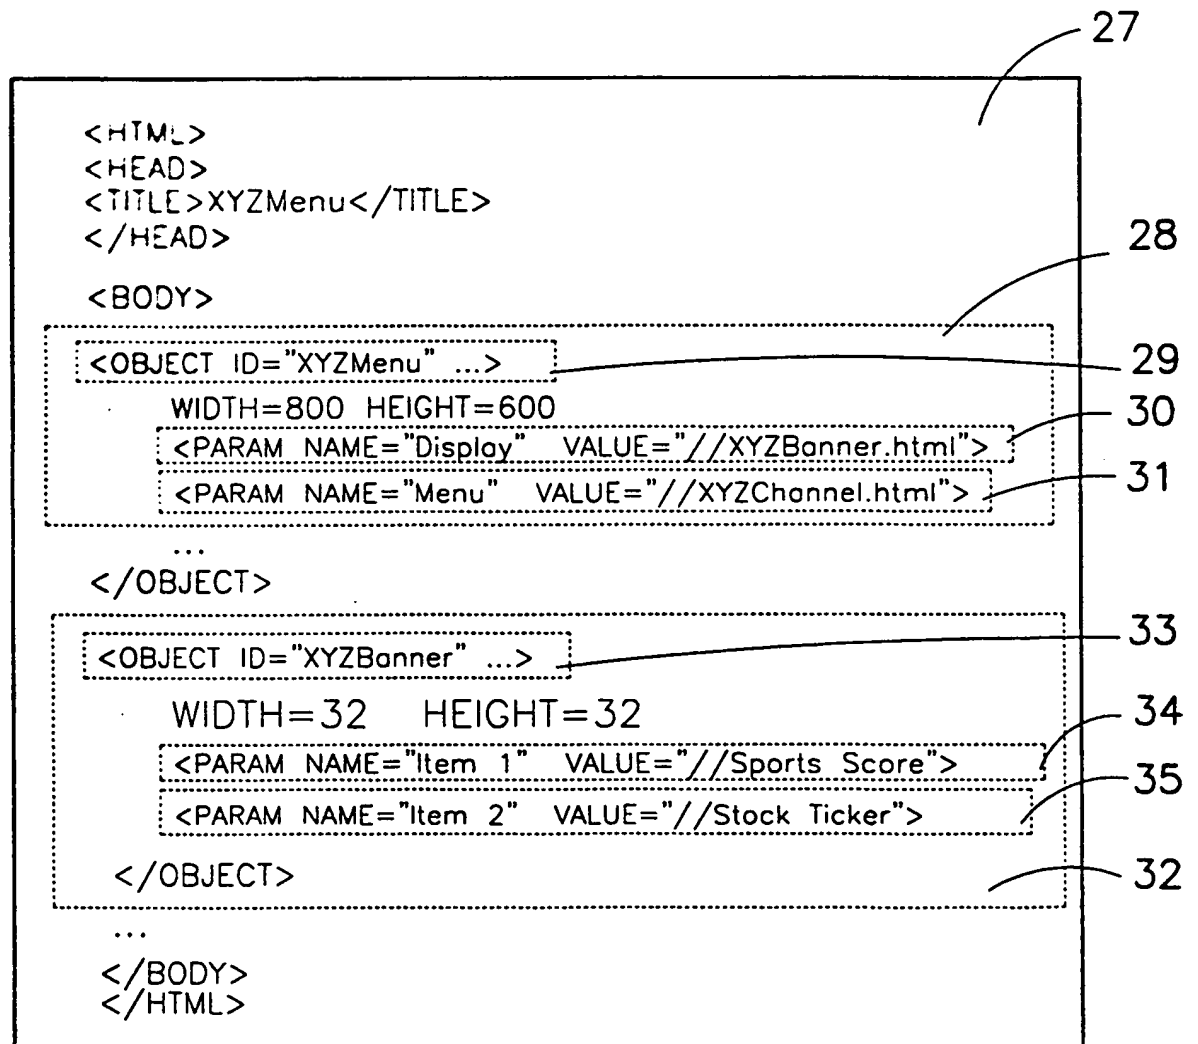 27
<HTML>
<HEAD>
<TITLE>XYZMenu</TITLE>
</HEAD>
28
<BODY>
<OBJECT ID="XYZMenu" ...> 29
WIDTH=800 HEIGHT=600
<PARAM NAME="Display" VALUE="//XYZBanner.html"> 30
<PARAM NAME="Menu" VALUE="//XYZChannel.html"> 31
...
</OBJECT>
<OBJECT ID="XYZBanner" ...> 33
WIDTH=32 HEIGHT=32
<PARAM NAME="Item 1" VALUE="//Sports Score"> 34
<PARAM NAME="Item 2" VALUE="//Stock Ticker"> 35
</OBJECT> 32
...
</BODY>
</HTML>